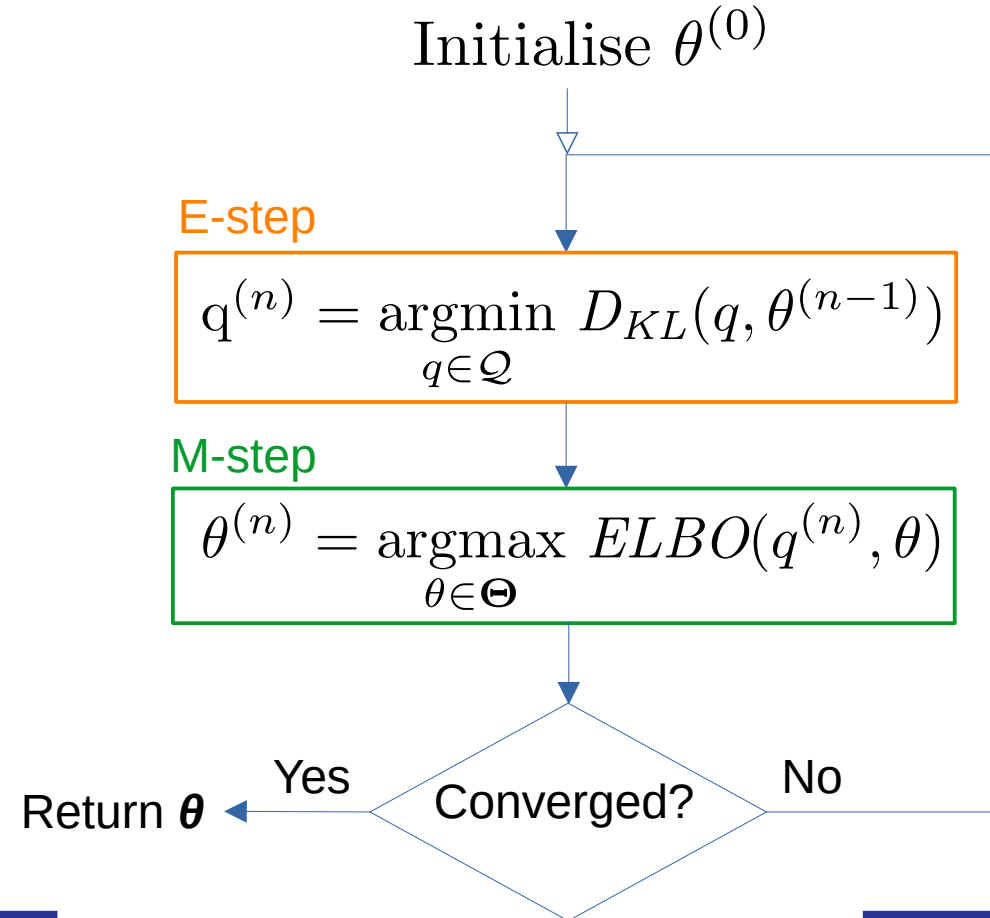 Initialise θ^(0)
E-step
q^(n) = argmin D_KL(q, θ^(n−1))
q∈𝒬
M-step
θ^(n) = argmax ELBO(q^(n), θ)
θ∈Θ
Yes
No
Converged?
Return θ